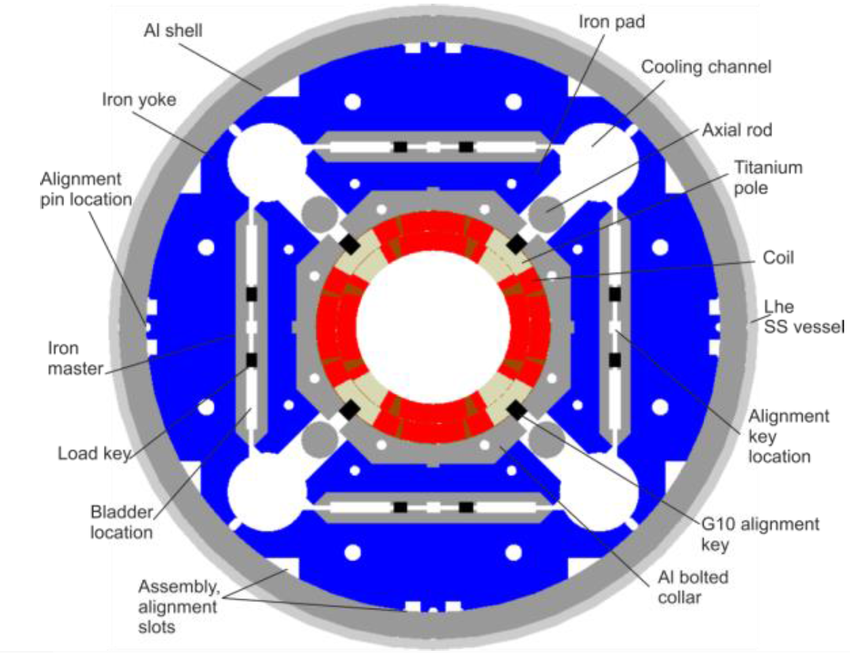 Al shell
Iron pad
Cooling channel
Iron yoke
Axial rod
Titanium
pole
Alignment
pin location
Coil
Lhe
SS vessel
Iron
master
Load key
Alignment
key
location
Bladder
location
G10 alignment
key
Al bolted
collar
Assembly,
alignment
slots